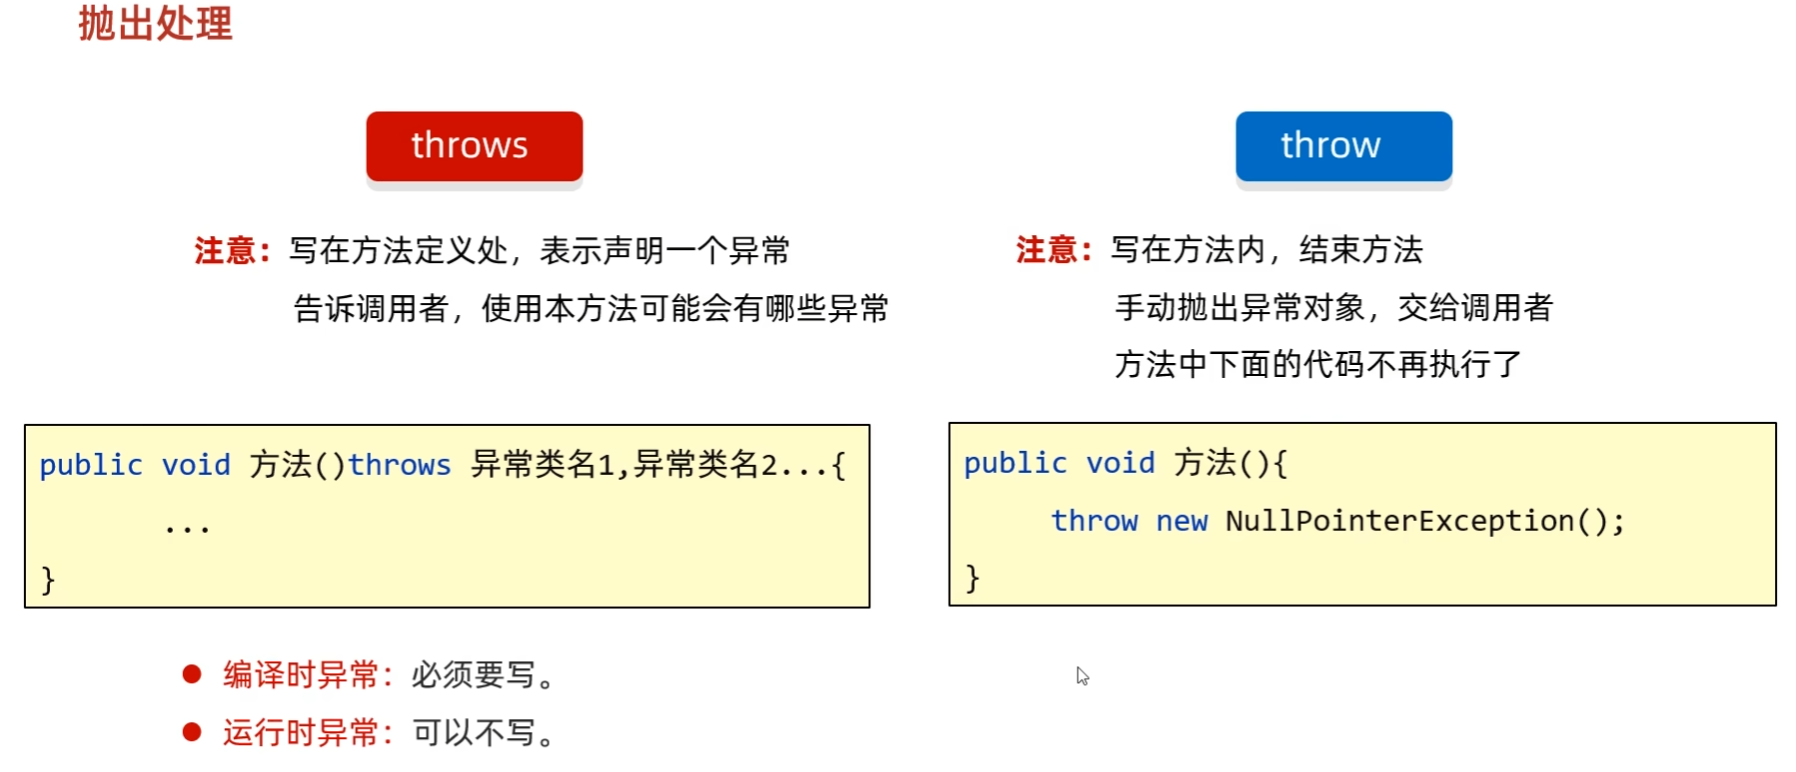 抛出处理
throws
注意：写在方法定义处，表示声明一个异常
告诉调用者，使用本方法可能会有哪些异常
public void 方法()throws 异常类名1,异常类名2...{
...
}
● 编译时异常：必须要写。
● 运行时异常：可以不写。
throw
注意：写在方法内，结束方法
手动抛出异常对象，交给调用者
方法中下面的代码不再执行了
public void 方法(){
throw new NullPointerException();
}